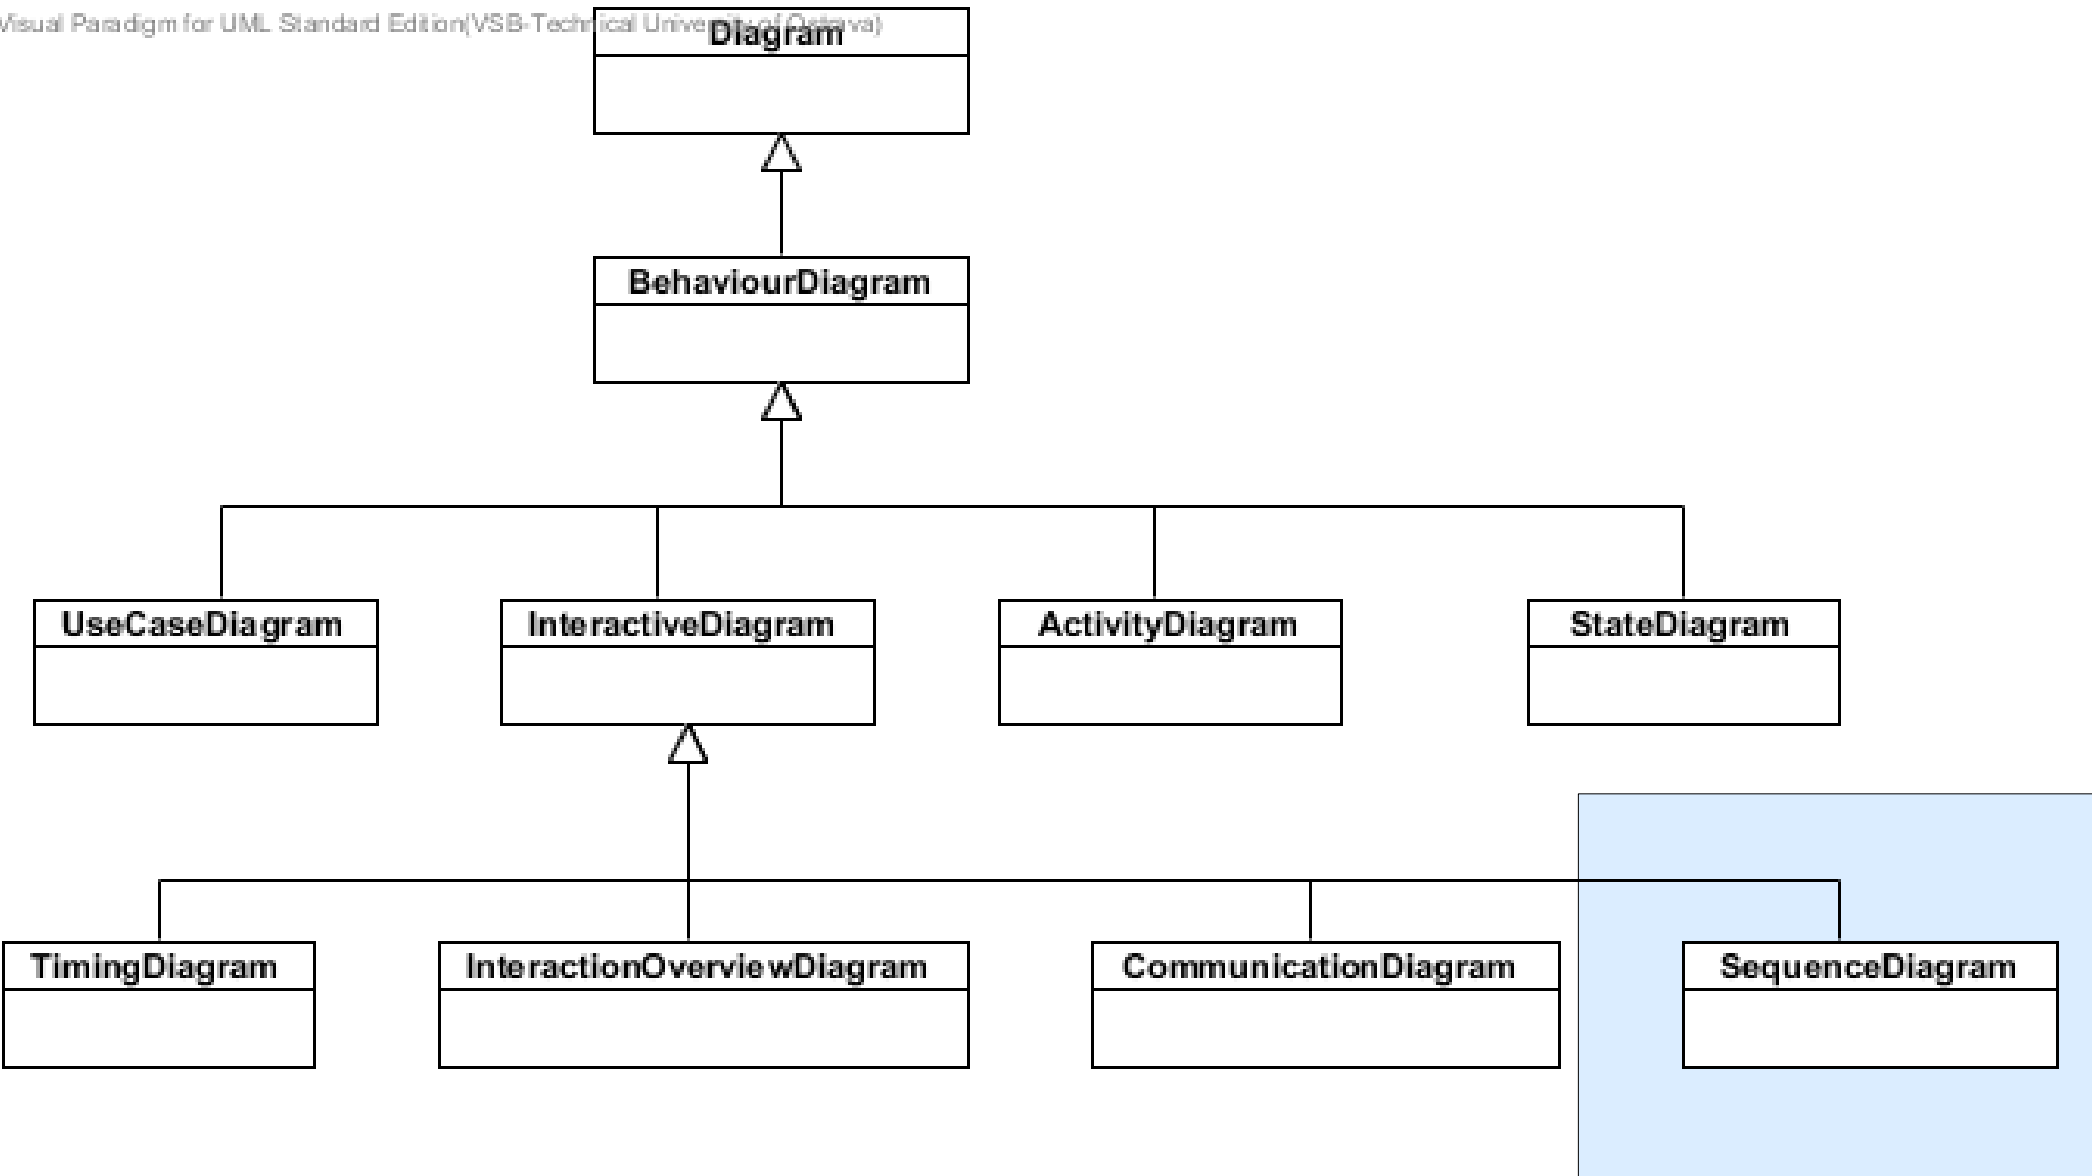 Visual Paradigm for UML Standard Edition(VSB-Technical University of Ostrava)
Diagram
BehaviourDiagram
UseCaseDiagram InteractiveDiagram ActivityDiagram StateDiagram
TimingDiagram InteractionOverviewDiagram CommunicationDiagram SequenceDiagram